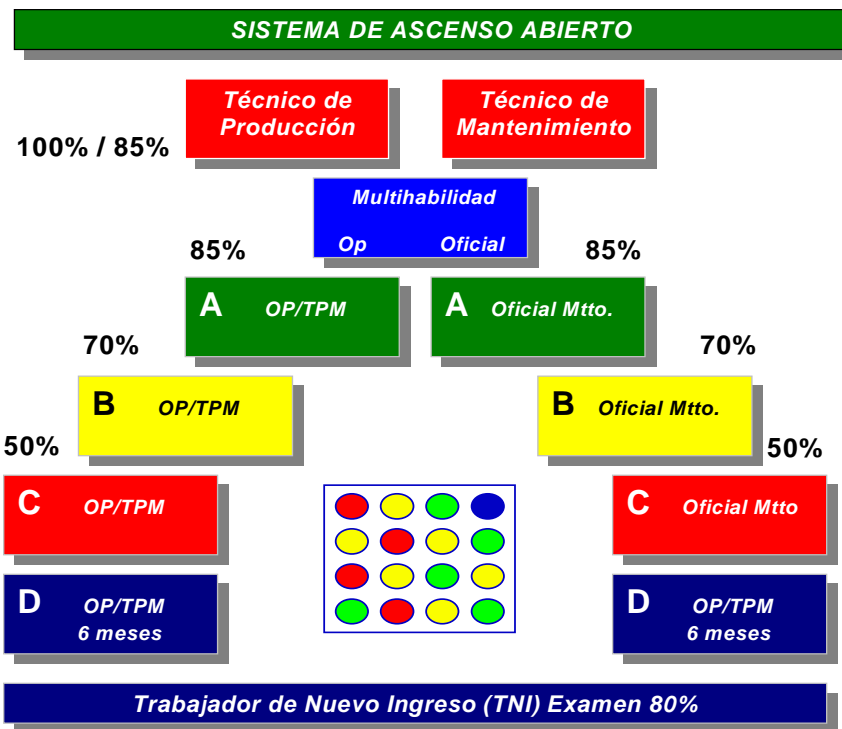 SISTEMA DE ASCENSO ABIERTO
Técnico de
Producción
Técnico de
Mantenimiento
100% / 85%
Multihabilidad
Op Oficial
85%
85%
A OP/TPM
A Oficial Mtto.
70%
70%
B OP/TPM
B Oficial Mtto.
50%
50%
C OP/TPM
C Oficial Mtto
D OP/TPM
6 meses
D OP/TPM
6 meses
Trabajador de Nuevo Ingreso (TNI) Examen 80%